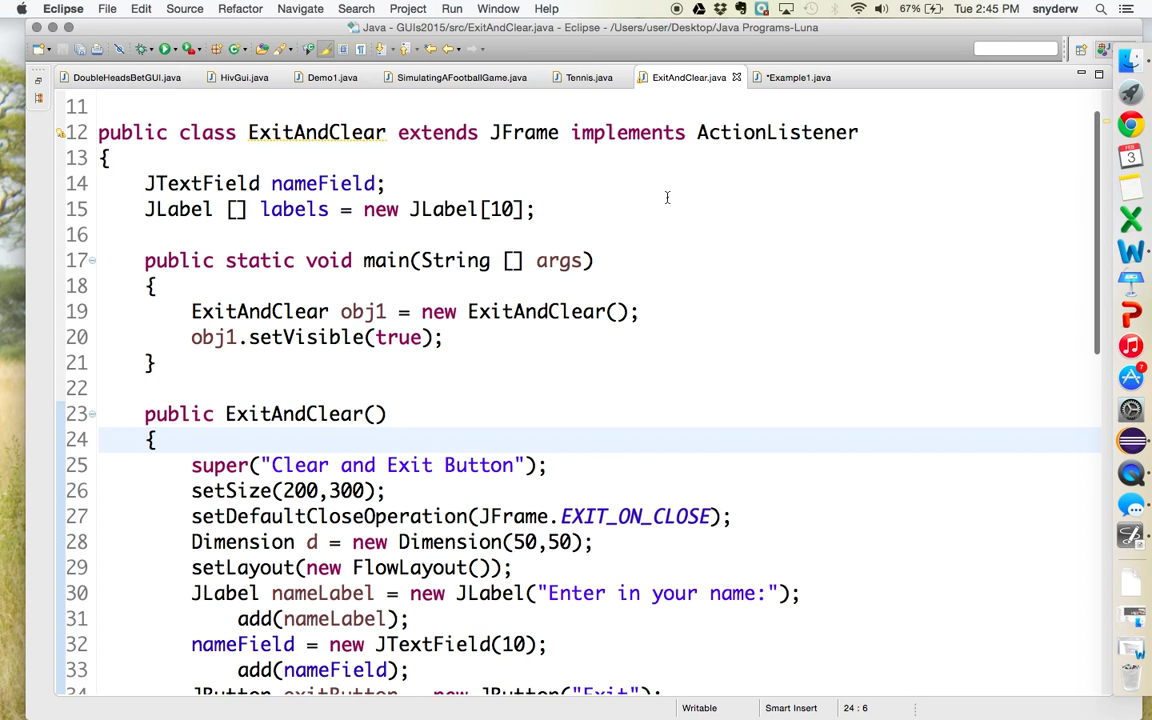 Eclipse File Edit Source Refactor Navigate Search Project Run Window Help 67% Tue 2:45 PM snyderw
Java - GUIs2015/src/ExitAndClear.java - Eclipse - /Users/user/Desktop/Java Programs-Luna
DoubleHeadsBetGUI.java HivGui.java Demo1.java SimulatingAFootballGame.java Tennis.java ExitAndClear.java *Example1.java
11
12 public class ExitAndClear extends JFrame implements ActionListener
13 {
14 JTextField nameField;
15 JLabel [] labels = new JLabel[10];
16
17 public static void main(String [] args)
18 {
19 ExitAndClear obj1 = new ExitAndClear();
20 obj1.setVisible(true);
21 }
22
23 public ExitAndClear()
24 {
25 super("Clear and Exit Button");
26 setSize(200,300);
27 setDefaultCloseOperation(JFrame.EXIT_ON_CLOSE);
28 Dimension d = new Dimension(50,50);
29 setLayout(new FlowLayout());
30 JLabel nameLabel = new JLabel("Enter in your name:");
31 add(nameLabel);
32 nameField = new JTextField(10);
33 add(nameField);
34 JButton exitButton = new JButton("Exit");
Writable Smart Insert 24 : 6